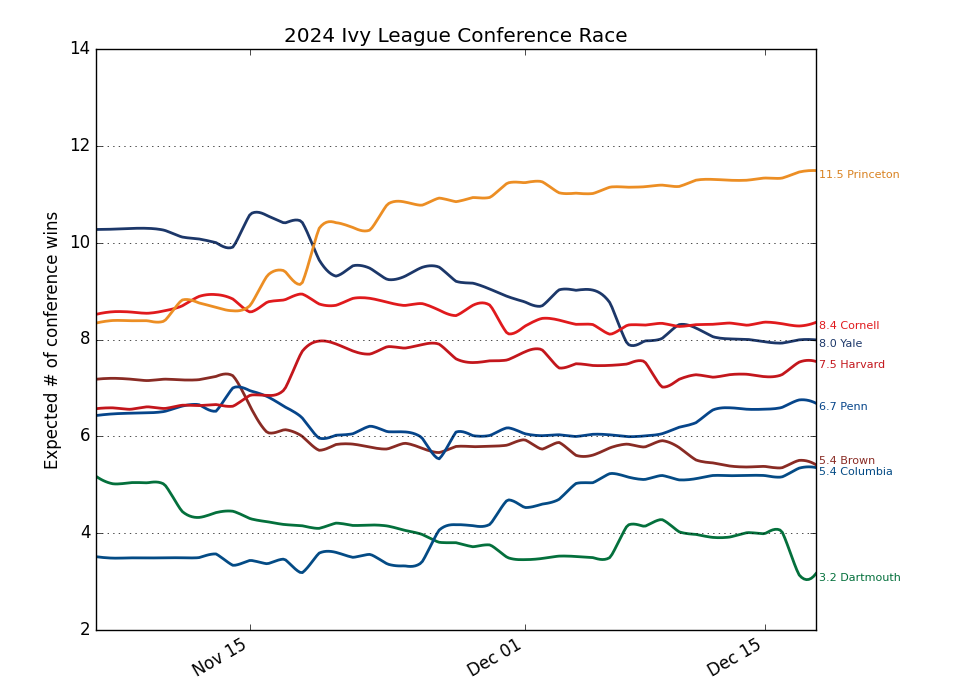 2024 Ivy League Conference Race
Expected # of conference wins
14
12
10
8
6
4
2
11.5 Princeton
8.4 Cornell
8.0 Yale
7.5 Harvard
6.7 Penn
5.4 Brown
5.4 Columbia
3.2 Dartmouth
Nov 15
Dec 01
Dec 15